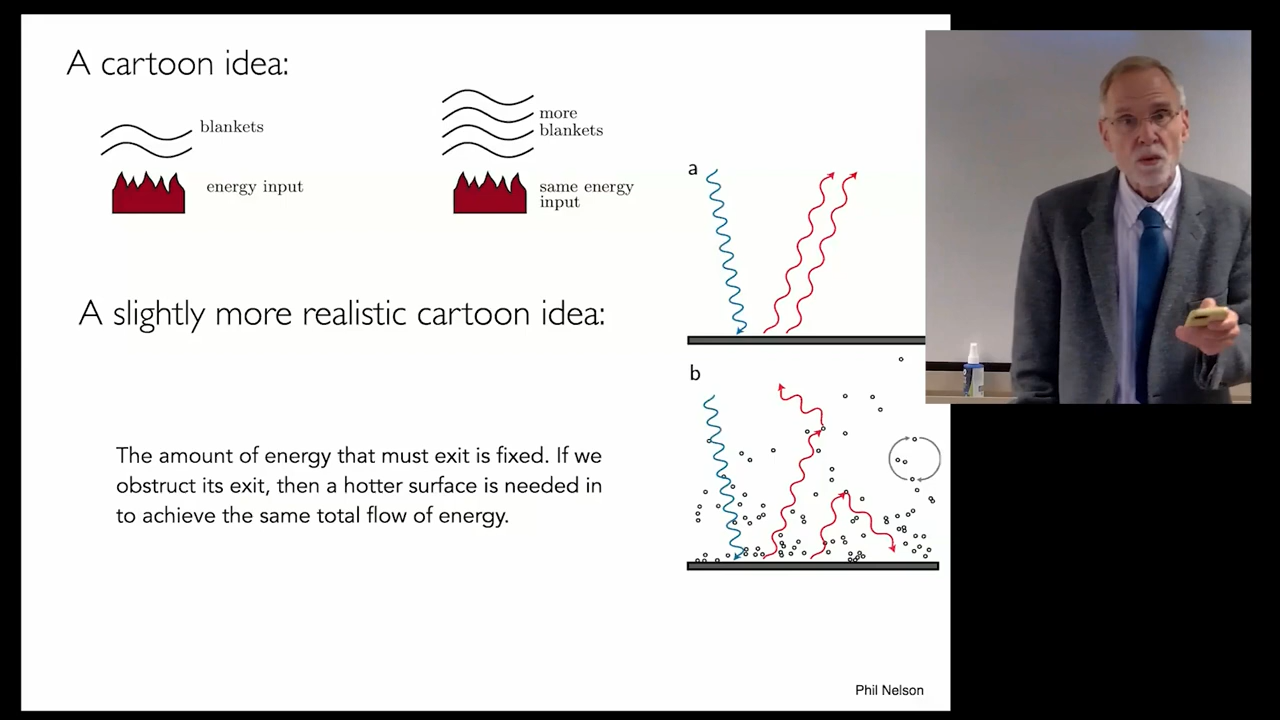 A cartoon idea:
blankets
energy input
more
blankets
same energy
input
A slightly more realistic cartoon idea:
The amount of energy that must exit is fixed. If we
obstruct its exit, then a hotter surface is needed in
to achieve the same total flow of energy.
a
b
Phil Nelson